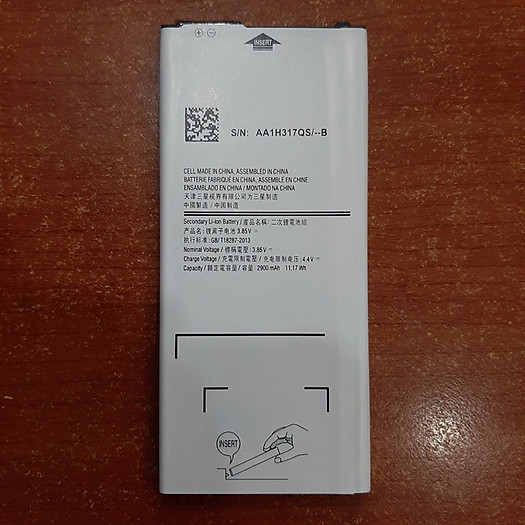 INSERT
S/N: AA1H317QS/--B
CELL MADE IN CHINA, ASSEMBLED IN CHINA
BATTERIE FABRIQUÉ EN CHINE, ASSEMBLÉ EN CHINE
ENSAMBLADO EN CHINA / MONTADO NA CHINA
天津三星视界有限公司为三星制造
中國製造 / 中国制造
Secondary Li-ion Battery / 産品名稱: 二次鋰電池組
产品名: 锂离子电池 3.85V
执行标准: GB/T18287-2013
Nominal Voltage / 標稱電壓: 3.85V
Charge Voltage / 充電限制電壓 / 充电限制电压: 4.4V
Capacity / 額定電容量/容量: 2900 mAh 11.17 Wh
INSERT